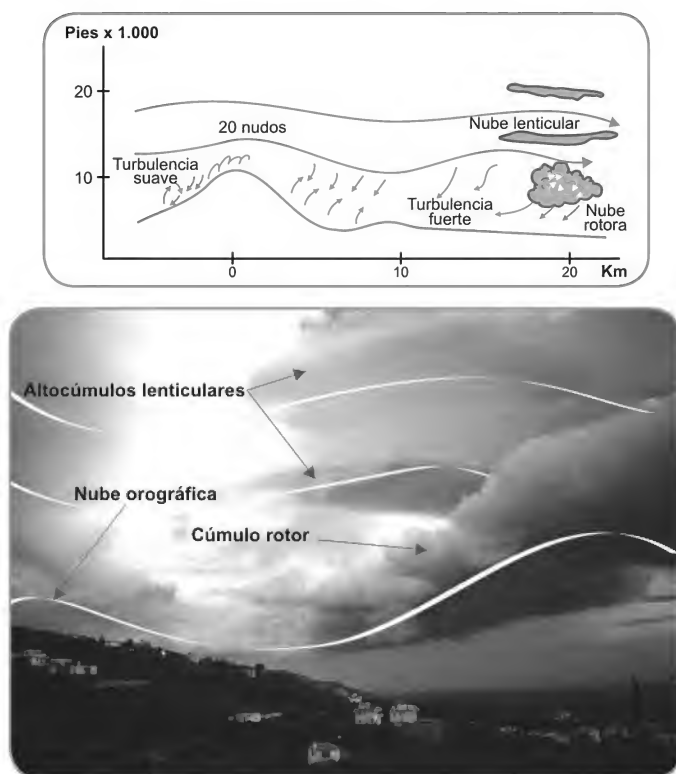 Pies x 1.000
20
20 nudos
Nube lenticular
Turbulencia
suave
10
Turbulencia
fuerte
Nube
rotora
0
10
20
Km
Altocúmulos lenticulares
Nube orográfica
Cúmulo rotor